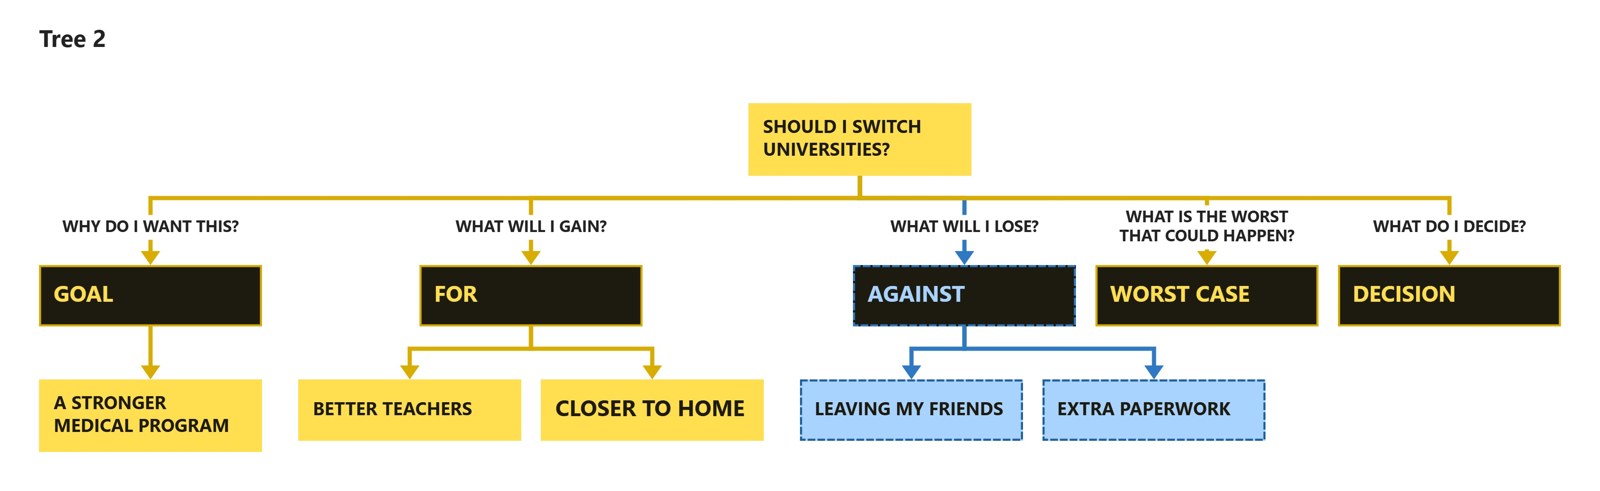 Tree 2
SHOULD I SWITCH
UNIVERSITIES?
WHY DO I WANT THIS?
WHAT WILL I GAIN?
WHAT WILL I LOSE?
WHAT IS THE WORST
THAT COULD HAPPEN?
WHAT DO I DECIDE?
GOAL
FOR
AGAINST
WORST CASE
DECISION
A STRONGER
MEDICAL PROGRAM
BETTER TEACHERS
CLOSER TO HOME
LEAVING MY FRIENDS
EXTRA PAPERWORK